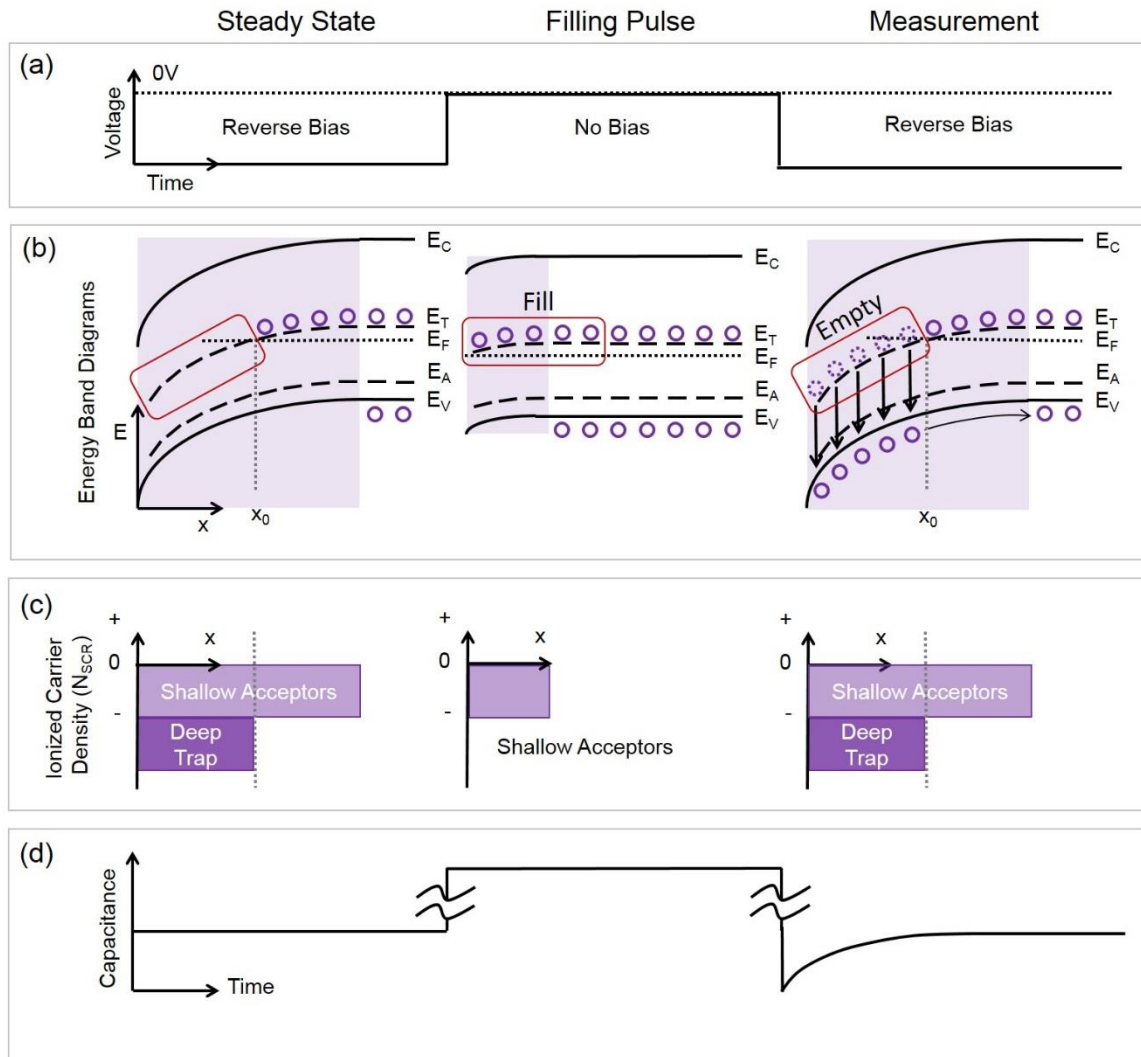 Steady State
Filling Pulse
Measurement
(a)
0V
Voltage
Reverse Bias
No Bias
Reverse Bias
Time
(b)
Energy Band Diagrams
E_C
E_T
E_F
E_A
E_V
E
x
x_0
E_C
Fill
E_T
E_F
E_A
E_V
E_C
Empty
E_T
E_F
E_A
E_V
x_0
(c)
Ionized Carrier
Density (N_SCR)
+
0
-
x
Shallow Acceptors
Deep
Trap
+
0
-
x
Shallow Acceptors
+
0
-
x
Shallow Acceptors
Deep
Trap
(d)
Capacitance
Time